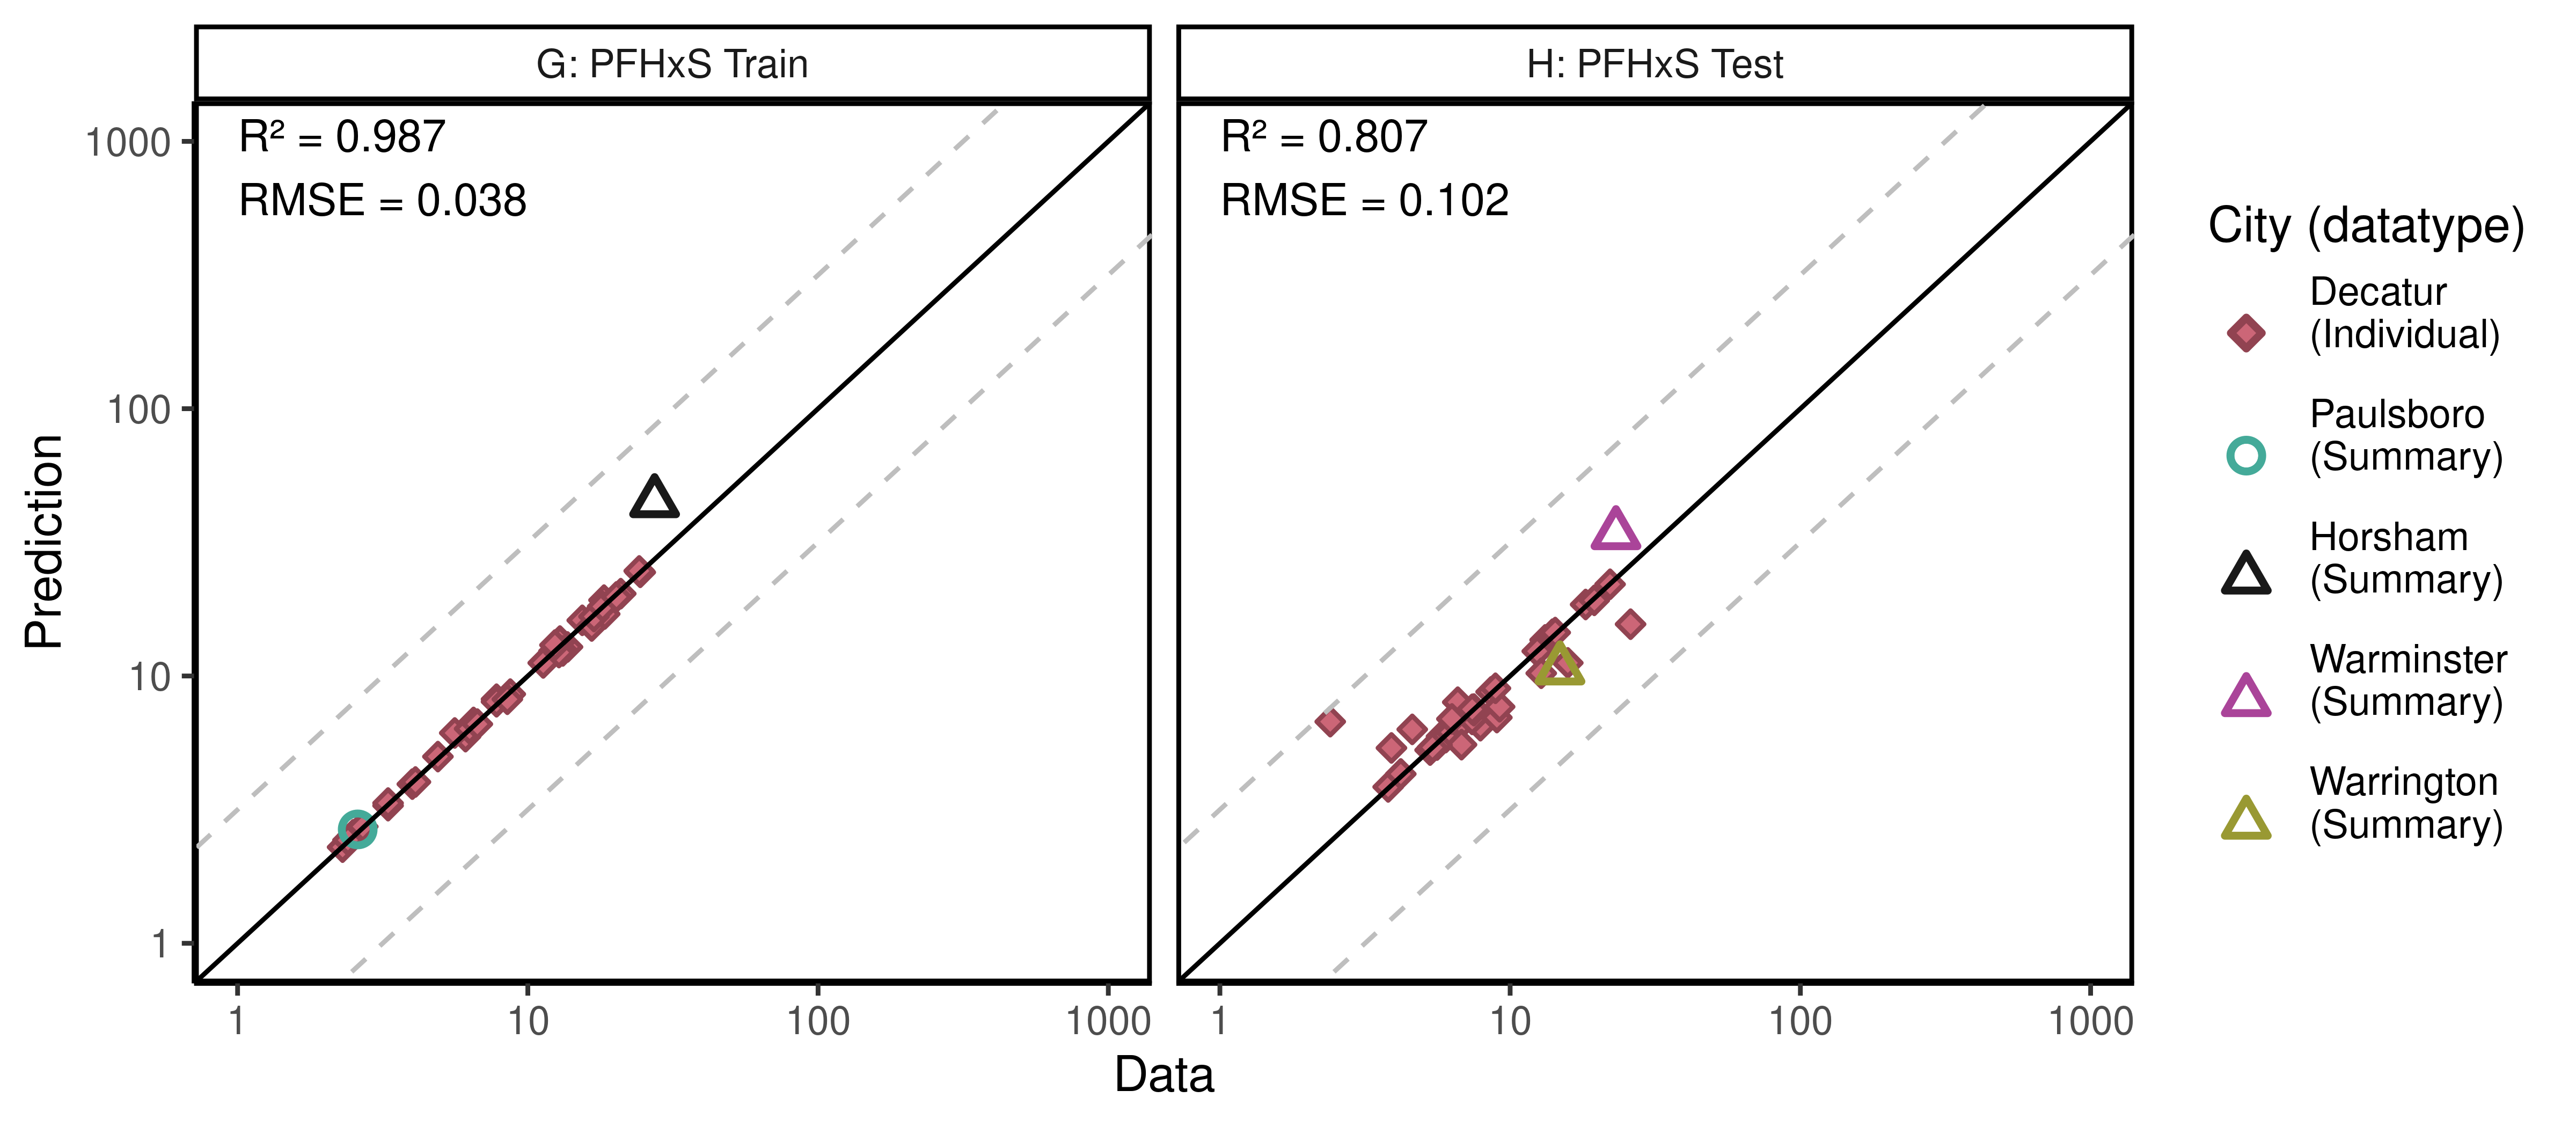 G: PFHxS Train
H: PFHxS Test
R² = 0.987
RMSE = 0.038
R² = 0.807
RMSE = 0.102
1000
100
10
1
Prediction
1
10
100
1000
1
10
100
1000
Data
City (datatype)
Decatur
(Individual)
Paulsboro
(Summary)
Horsham
(Summary)
Warminster
(Summary)
Warrington
(Summary)